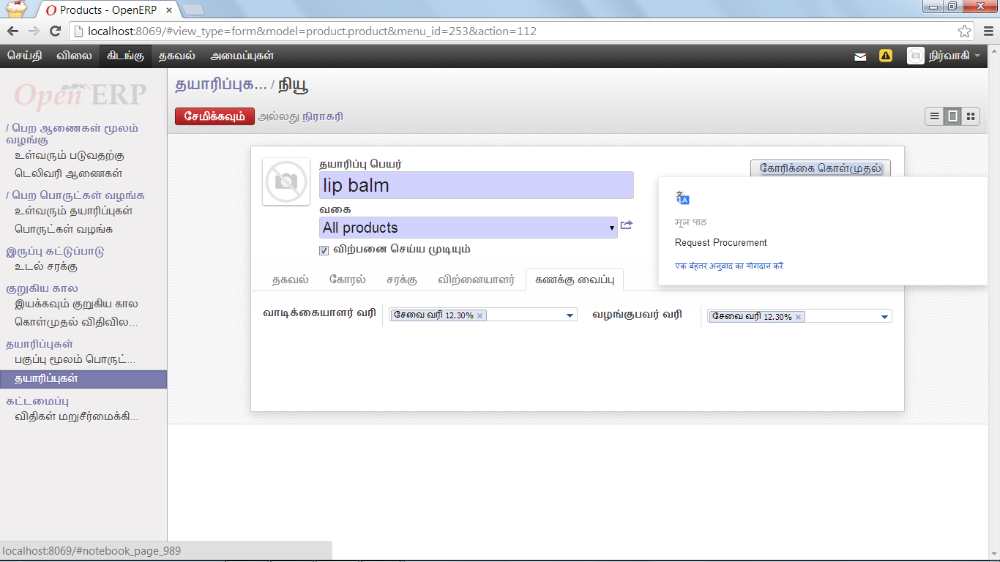 Products - OpenERP
localhost:8069/#view_type=form&model=product.product&menu_id=253&action=112
செய்தி விலை கிடங்கு தகவல் அமைப்புகள் நிர்வாகி
Open ERP
/ பெற ஆணைகள் மூலம்
வழங்கு
உள்வரும் படுவதற்கு
டெலிவரி ஆணைகள்
/ பெற பொருட்கள் வழங்க
உள்வரும் தயாரிப்புகள்
பொருட்கள் வழங்க
இருப்பு கட்டுப்பாடு
உடல் சரக்கு
குறுகிய கால
இயக்கவும் குறுகிய கால
கொள்முதல் விதிவில...
தயாரிப்புகள்
பகுப்பு மூலம் பொருட்...
தயாரிப்புகள்
கட்டமைப்பு
விதிகள் மறுசீர்மைக்கி...
தயாரிப்புக... / நியூ
சேமிக்கவும் அல்லது நிராகரி
தயாரிப்பு பெயர்
lip balm
வகை
All products
விற்பனை செய்ய முடியும்
கோரிக்கை கொள்முதல்
मूल पाठ
Request Procurement
एक बेहतर अनुवाद का योगदान करें
தகவல் கோரல் சரக்கு விற்னையாளர் கணக்கு வைப்பு
வாடிக்கையாளர் வரி சேவை வரி 12.30% × வழங்குபவர் வரி சேவை வரி 12.30% ×
localhost:8069/#notebook_page_989